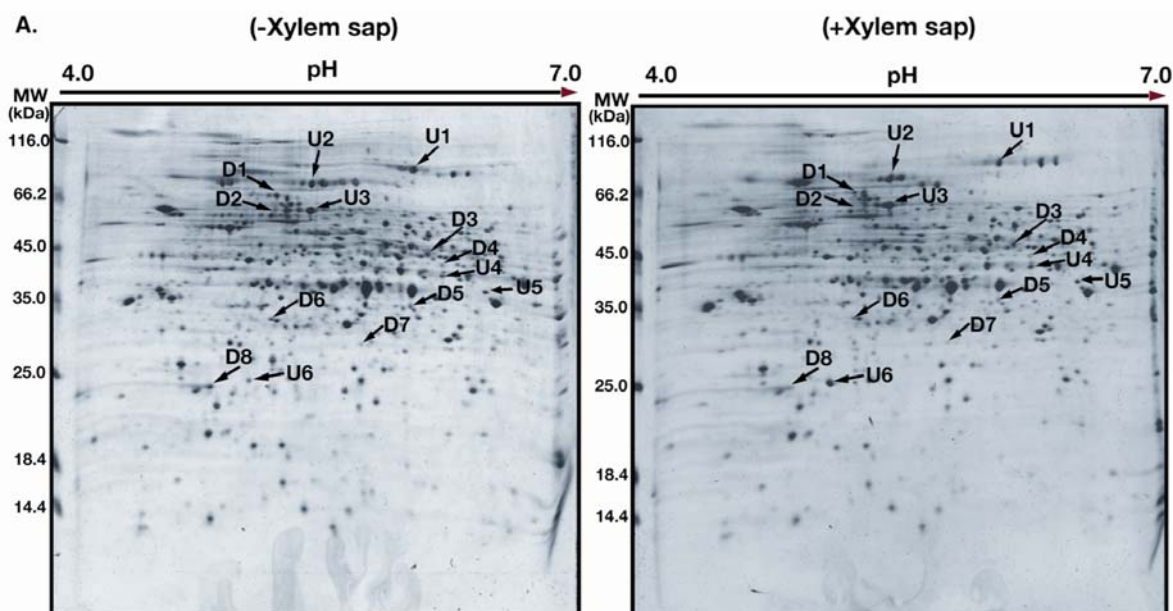 A.
(-Xylem sap)
4.0 pH 7.0
MW
(kDa)
116.0
66.2
45.0
35.0
25.0
18.4
14.4
U1
U2
D1
D2
U3
D3
D4
U4
U5
D5
D6
D7
D8
U6
(+Xylem sap)
4.0 pH 7.0
MW
(kDa)
116.0
66.2
45.0
35.0
25.0
18.4
14.4
U1
U2
D1
D2
U3
D3
D4
U4
U5
D5
D6
D7
D8
U6